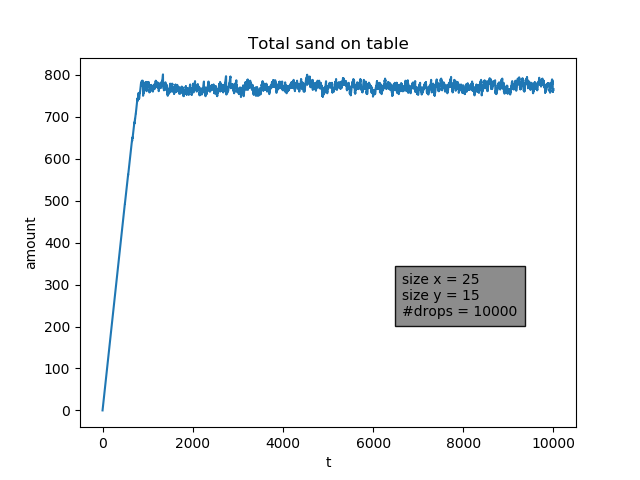 Total sand on table
800
700
600
500
400
300
200
100
0
amount
size x = 25
size y = 15
#drops = 10000
0 2000 4000 6000 8000 10000
t